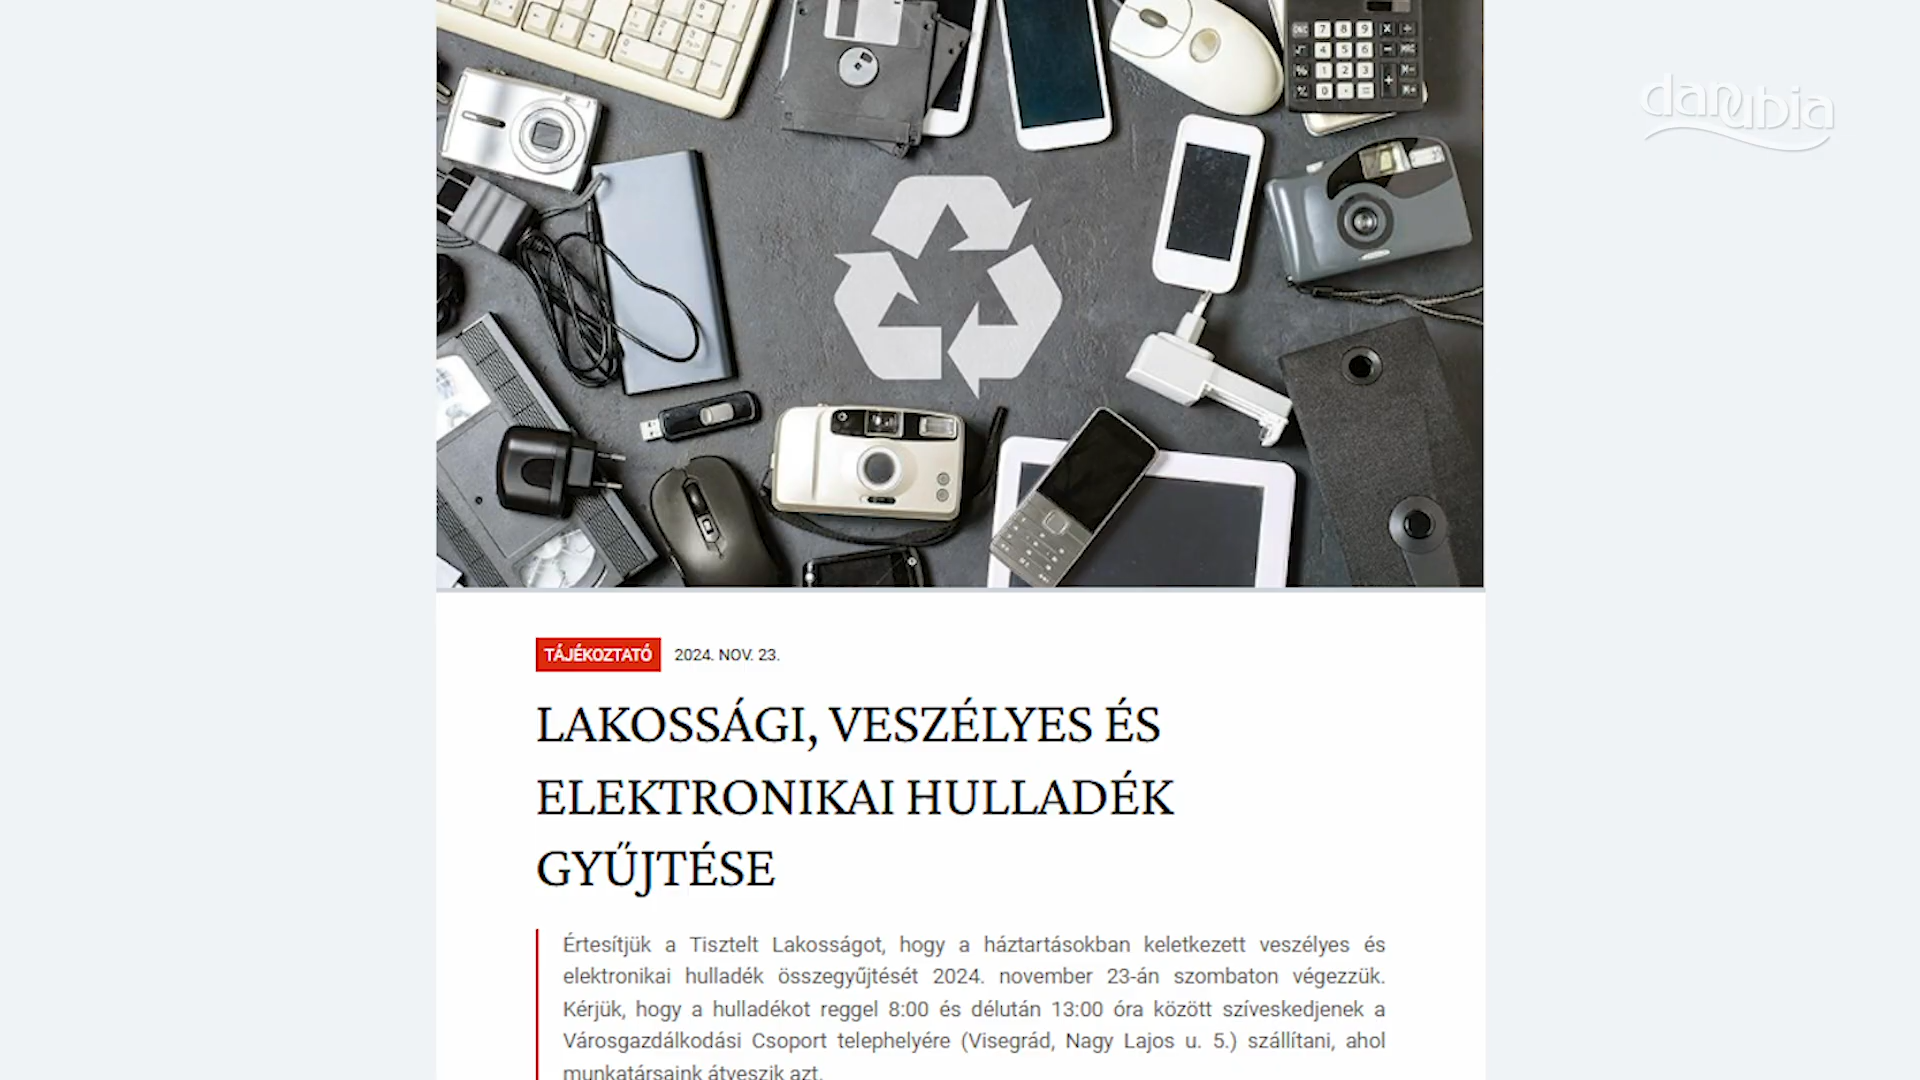 danubia
TÁJÉKOZTATÓ 2024. NOV. 23.
LAKOSSÁGI, VESZÉLYES ÉS
ELEKTRONIKAI HULLADÉK
GYŰJTÉSE
Értesítjük a Tisztelt Lakosságot, hogy a háztartásokban keletkezett veszélyes és
elektronikai hulladék összegyűjtését 2024. november 23-án szombaton végezzük.
Kérjük, hogy a hulladékot reggel 8:00 és délután 13:00 óra között szíveskedjenek a
Városgazdálkodási Csoport telephelyére (Visegrád, Nagy Lajos u. 5.) szállítani, ahol
munkatársaink átveszik azt.